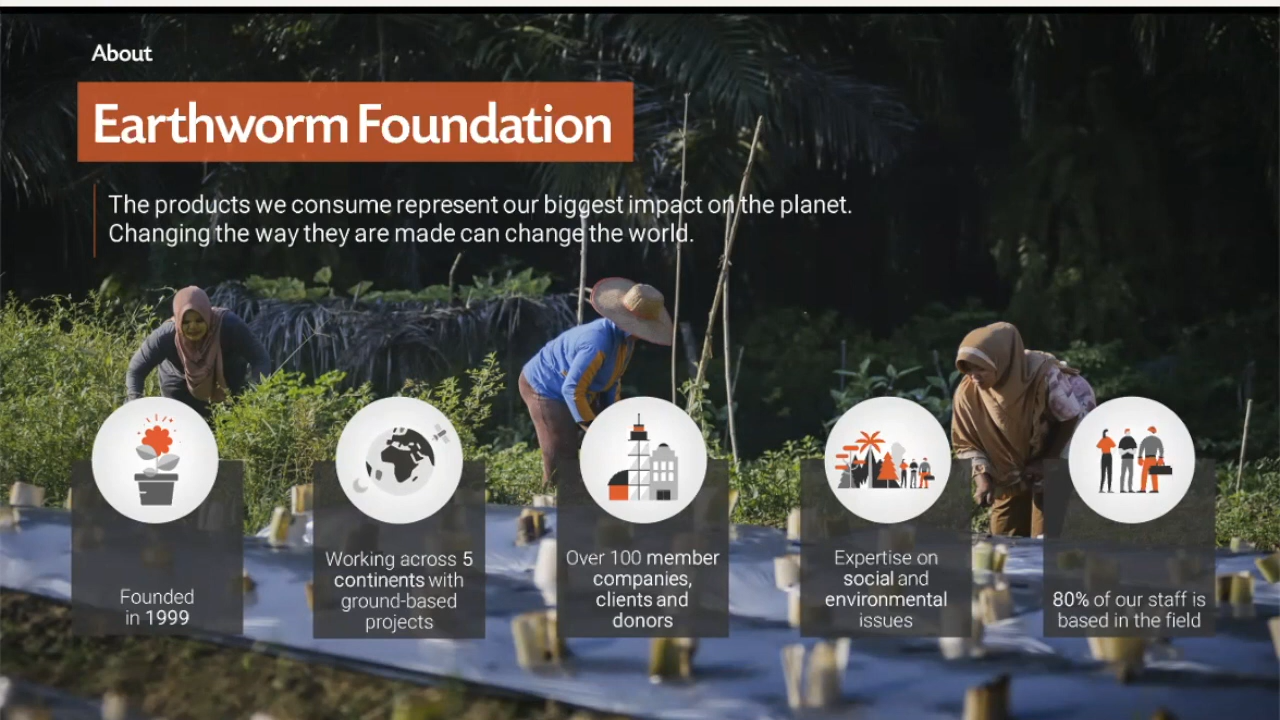 About
Earthworm Foundation
The products we consume represent our biggest impact on the planet.
Changing the way they are made can change the world.
Founded
in 1999
Working across 5
continents with
ground-based
projects
Over 100 member
companies,
clients and
donors
Expertise on
social and
environmental
issues
80% of our staff is
based in the field